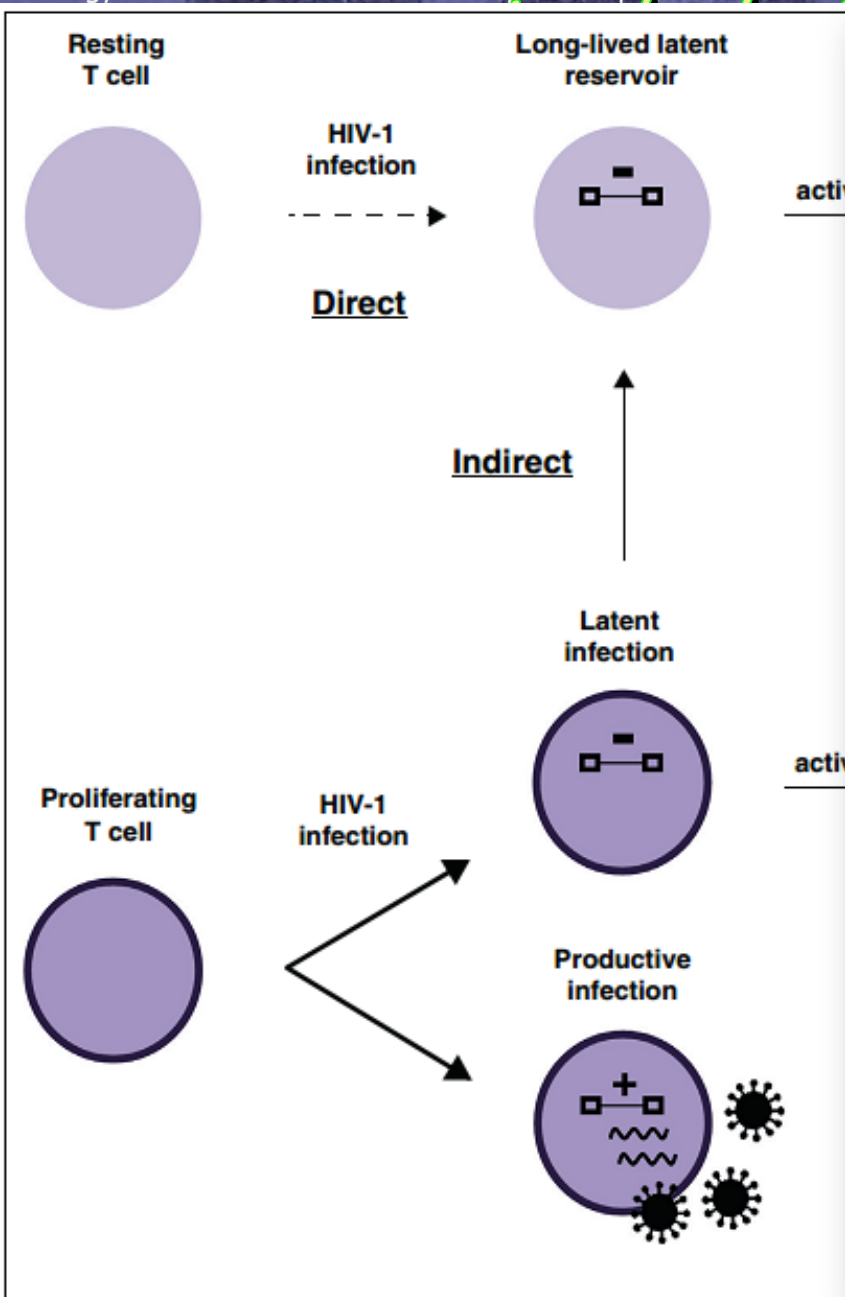 Resting
T cell
Long-lived latent
reservoir
HIV-1
infection
Direct
Indirect
Latent
infection
Proliferating
T cell
HIV-1
infection
Productive
infection